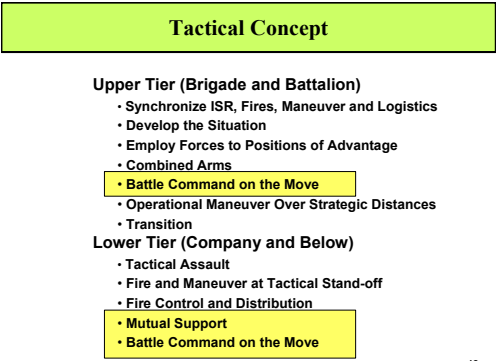 Tactical Concept
Upper Tier (Brigade and Battalion)
• Synchronize ISR, Fires, Maneuver and Logistics
• Develop the Situation
• Employ Forces to Positions of Advantage
• Combined Arms
• Battle Command on the Move
• Operational Maneuver Over Strategic Distances
• Transition
Lower Tier (Company and Below)
• Tactical Assault
• Fire and Maneuver at Tactical Stand-off
• Fire Control and Distribution
• Mutual Support
• Battle Command on the Move